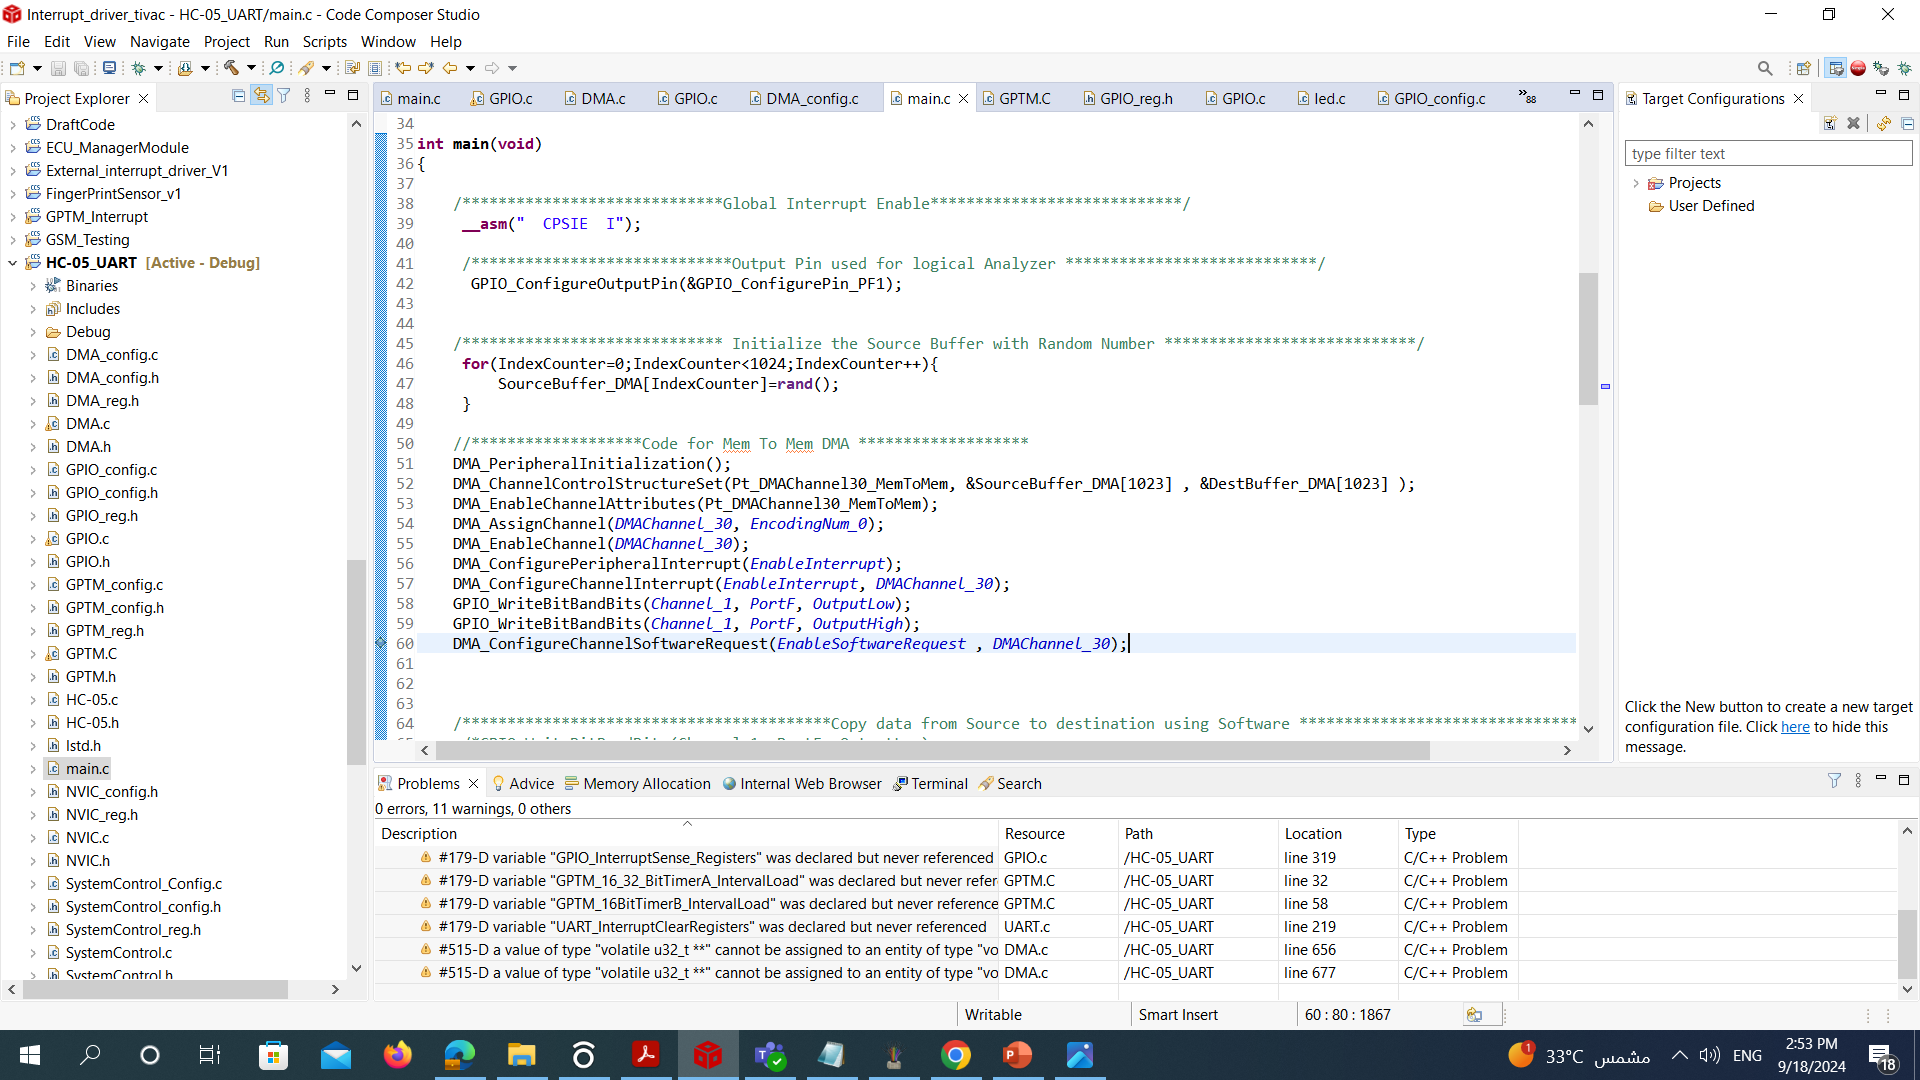 Interrupt_driver_tivac - HC-05_UART/main.c - Code Composer Studio
File Edit View Navigate Project Run Scripts Window Help
Project Explorer
DraftCode
ECU_ManagerModule
External_interrupt_driver_V1
FingerPrintSensor_v1
GPTM_Interrupt
GSM_Testing
HC-05_UART [Active - Debug]
Binaries
Includes
Debug
DMA_config.c
DMA_config.h
DMA_reg.h
DMA.c
DMA.h
GPIO_config.c
GPIO_config.h
GPIO_reg.h
GPIO.c
GPIO.h
GPTM_config.c
GPTM_config.h
GPTM_reg.h
GPTM.C
GPTM.h
HC-05.c
HC-05.h
lstd.h
main.c
NVIC_config.h
NVIC_reg.h
NVIC.c
NVIC.h
SystemControl_Config.c
SystemControl_config.h
SystemControl_reg.h
SystemControl.c
SystemControl.h
main.c GPIO.c DMA.c GPIO.c DMA_config.c main.c GPTM.C GPIO_reg.h GPIO.c led.c GPIO_config.c »88
34
35 int main(void)
36 {
37
38 /*****************************Global Interrupt Enable****************************/
39 __asm(" CPSIE I");
40
41 /*****************************Output Pin used for logical Analyzer ****************************/
42 GPIO_ConfigureOutputPin(&GPIO_ConfigurePin_PF1);
43
44
45 /**************************** Initialize the Source Buffer with Random Number ****************************/
46 for(IndexCounter=0;IndexCounter<1024;IndexCounter++){
47 SourceBuffer_DMA[IndexCounter]=rand();
48 }
49
50 //*******************Code for Mem To Mem DMA *******************
51 DMA_PeripheralInitialization();
52 DMA_ChannelControlStructureSet(Pt_DMAChannel30_MemToMem, &SourceBuffer_DMA[1023] , &DestBuffer_DMA[1023] );
53 DMA_EnableChannelAttributes(Pt_DMAChannel30_MemToMem);
54 DMA_AssignChannel(DMAChannel_30, EncodingNum_0);
55 DMA_EnableChannel(DMAChannel_30);
56 DMA_ConfigurePeripheralInterrupt(EnableInterrupt);
57 DMA_ConfigureChannelInterrupt(EnableInterrupt, DMAChannel_30);
58 GPIO_WriteBitBandBits(Channel_1, PortF, OutputLow);
59 GPIO_WriteBitBandBits(Channel_1, PortF, OutputHigh);
60 DMA_ConfigureChannelSoftwareRequest(EnableSoftwareRequest , DMAChannel_30);
61
62
63
64 /*****************************************Copy data from Source to destination using Software *******************************
Target Configurations
type filter text
Projects
User Defined
Click the New button to create a new target
configuration file. Click here to hide this
message.
Problems Advice Memory Allocation Internal Web Browser Terminal Search
0 errors, 11 warnings, 0 others
Description Resource Path Location Type
#179-D variable "GPIO_InterruptSense_Registers" was declared but never referenced GPIO.c /HC-05_UART line 319 C/C++ Problem
#179-D variable "GPTM_16_32_BitTimerA_IntervalLoad" was declared but never refer GPTM.C /HC-05_UART line 32 C/C++ Problem
#179-D variable "GPTM_16BitTimerB_IntervalLoad" was declared but never reference GPTM.C /HC-05_UART line 58 C/C++ Problem
#179-D variable "UART_InterruptClearRegisters" was declared but never referenced UART.c /HC-05_UART line 219 C/C++ Problem
#515-D a value of type "volatile u32_t **" cannot be assigned to an entity of type "vo DMA.c /HC-05_UART line 656 C/C++ Problem
#515-D a value of type "volatile u32_t **" cannot be assigned to an entity of type "vo DMA.c /HC-05_UART line 677 C/C++ Problem
Writable Smart Insert 60 : 80 : 1867
1 33°C مشمس ENG 2:53 PM
9/18/2024 18